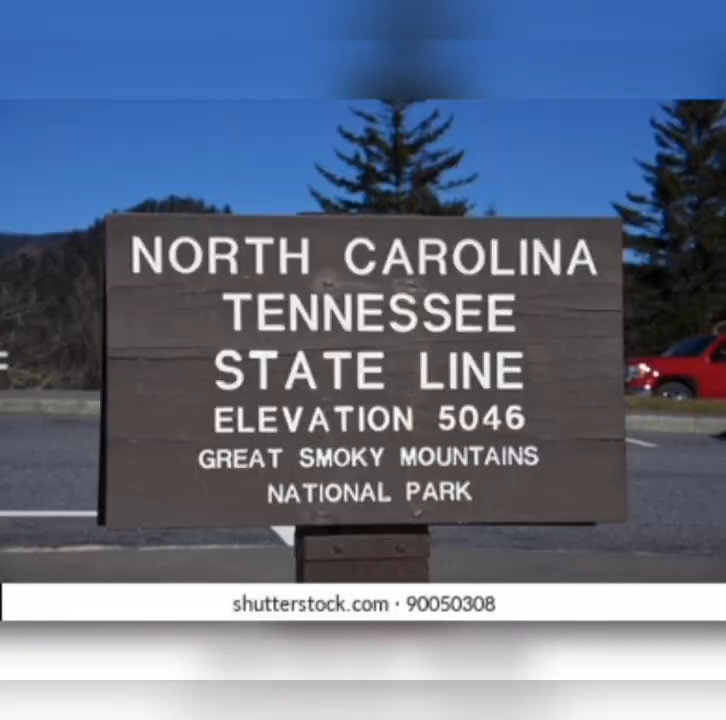 NORTH CAROLINA
TENNESSEE
STATE LINE
ELEVATION 5046
GREAT SMOKY MOUNTAINS
NATIONAL PARK
shutterstock.com · 90050308